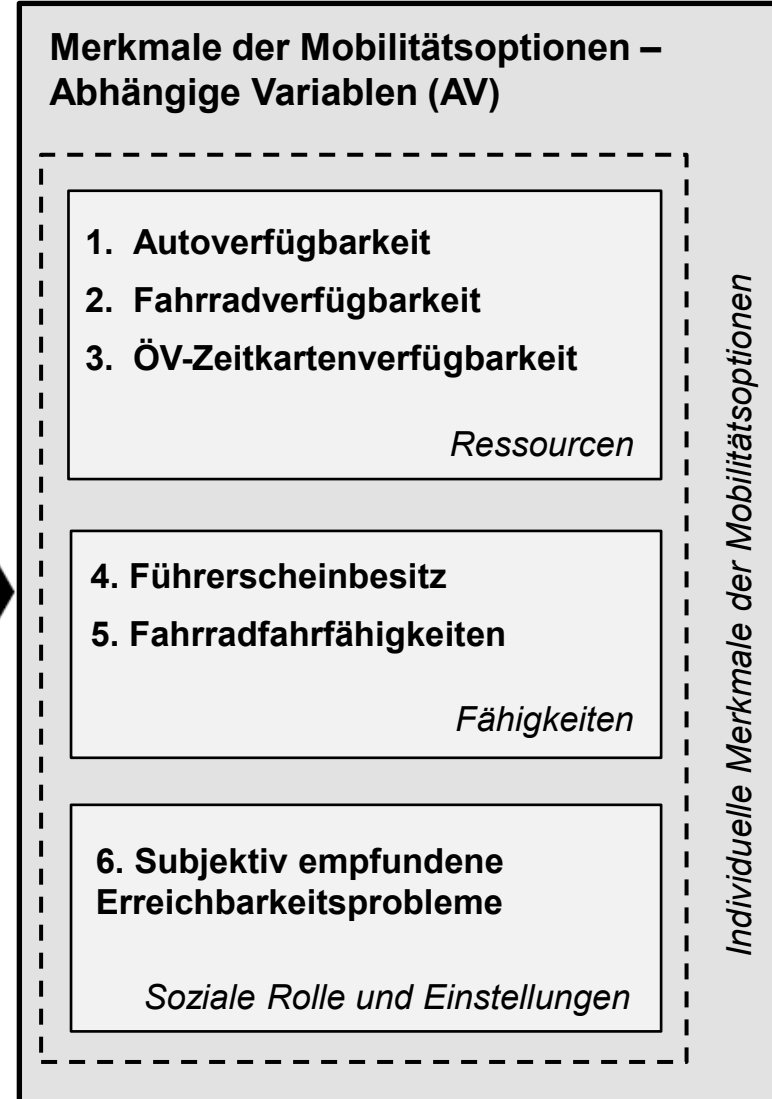 Merkmale der Mobilitätsoptionen –
Abhängige Variablen (AV)
1. Autoverfügbarkeit
2. Fahrradverfügbarkeit
3. ÖV-Zeitkartenverfügbarkeit
Ressourcen
4. Führerscheinbesitz
5. Fahrradfahrfähigkeiten
Fähigkeiten
6. Subjektiv empfundene
Erreichbarkeitsprobleme
Soziale Rolle und Einstellungen
Individuelle Merkmale der Mobilitätsoptionen